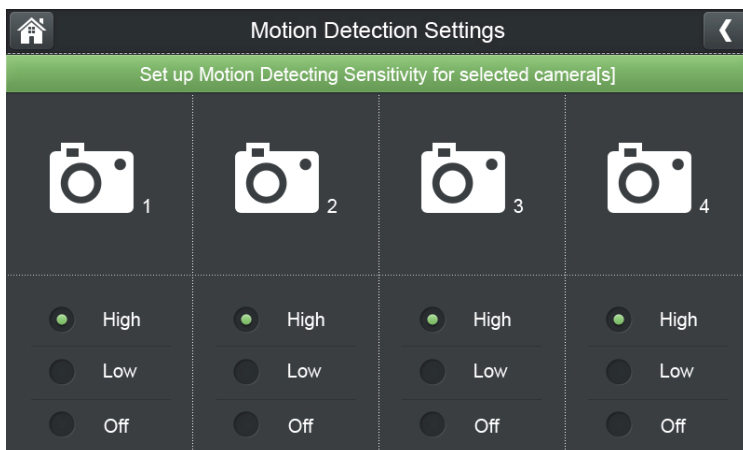 Motion Detection Settings
Set up Motion Detecting Sensitivity for selected camera[s]
1 2 3 4
High High High High
Low Low Low Low
Off Off Off Off